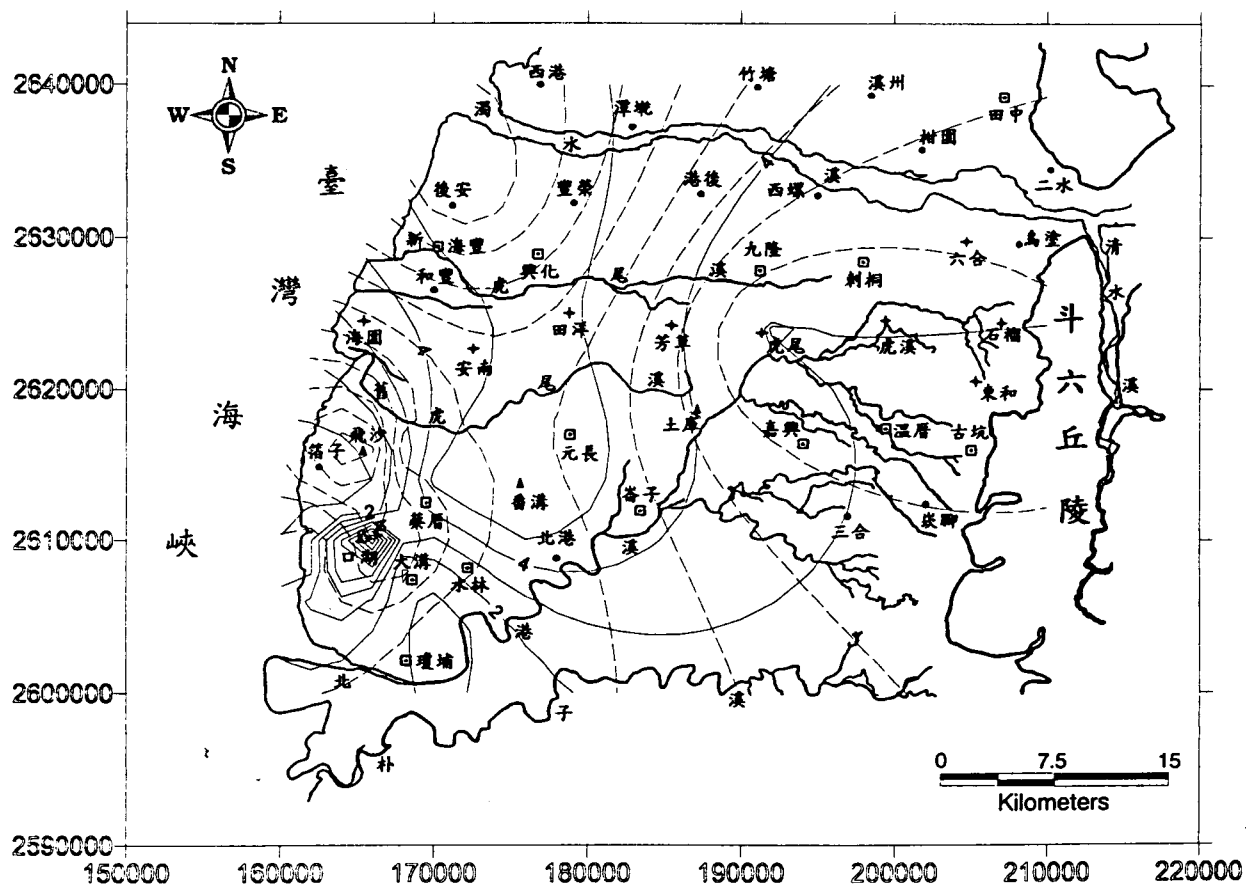 2640000
2630000
2620000
2610000
2600000
2590000
150000
160000
170000
180000
190000
200000
210000
220000
N
W
E
S
臺
灣
海
峽
西港
竹塘
溪州
田中
潭墘
柑園
二水
濁
水
溪
後安
豐榮
港後
西螺
烏塗
新
海豐
興化
九隆
刺桐
六合
清
水
溪
和豐
虎
尾
溪
海園
田洋
芳草
虎尾
虎溪
石榴
安南
東和
斗
六
丘
陵
舊
虎
尾
溪
飛沙
箔子
元長
土庫
嘉興
溫厝
古坑
蔡厝
番溝
崙子
三合
崁腳
北港
溪
口湖
大溝
水林
港
瓊埔
北
子
溪
朴
2
4
4
4
2
0
7.5
15
Kilometers